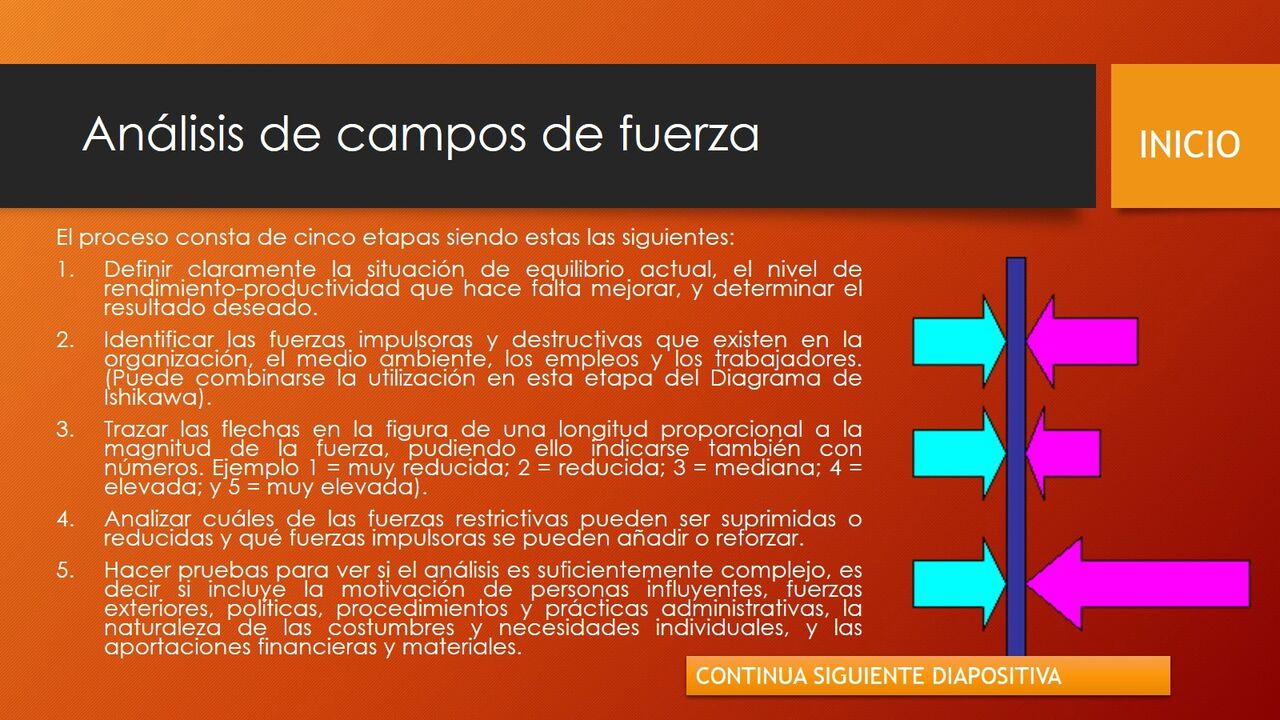 Análisis de campos de fuerza
INICIO
El proceso consta de cinco etapas siendo estas las siguientes:
1. Definir claramente la situación de equilibrio actual, el nivel de
rendimiento-productividad que hace falta mejorar, y determinar el
resultado deseado.
2. Identificar las fuerzas impulsoras y destructivas que existen en la
organización, el medio ambiente, los empleos y los trabajadores.
(Puede combinarse la utilización en esta etapa del Diagrama de
Ishikawa).
3. Trazar las flechas en la figura de una longitud proporcional a la
magnitud de la fuerza, pudiendo ello indicarse también con
números. Ejemplo 1 = muy reducida; 2 = reducida; 3 = mediana; 4 =
elevada; y 5 = muy elevada).
4. Analizar cuáles de las fuerzas restrictivas pueden ser suprimidas o
reducidas y qué fuerzas impulsoras se pueden añadir o reforzar.
5. Hacer pruebas para ver si el análisis es suficientemente complejo, es
decir si incluye la motivación de personas influyentes, fuerzas
exteriores, políticas, procedimientos y prácticas administrativas, la
naturaleza de las costumbres y necesidades individuales, y las
aportaciones financieras y materiales.
CONTINUA SIGUIENTE DIAPOSITIVA